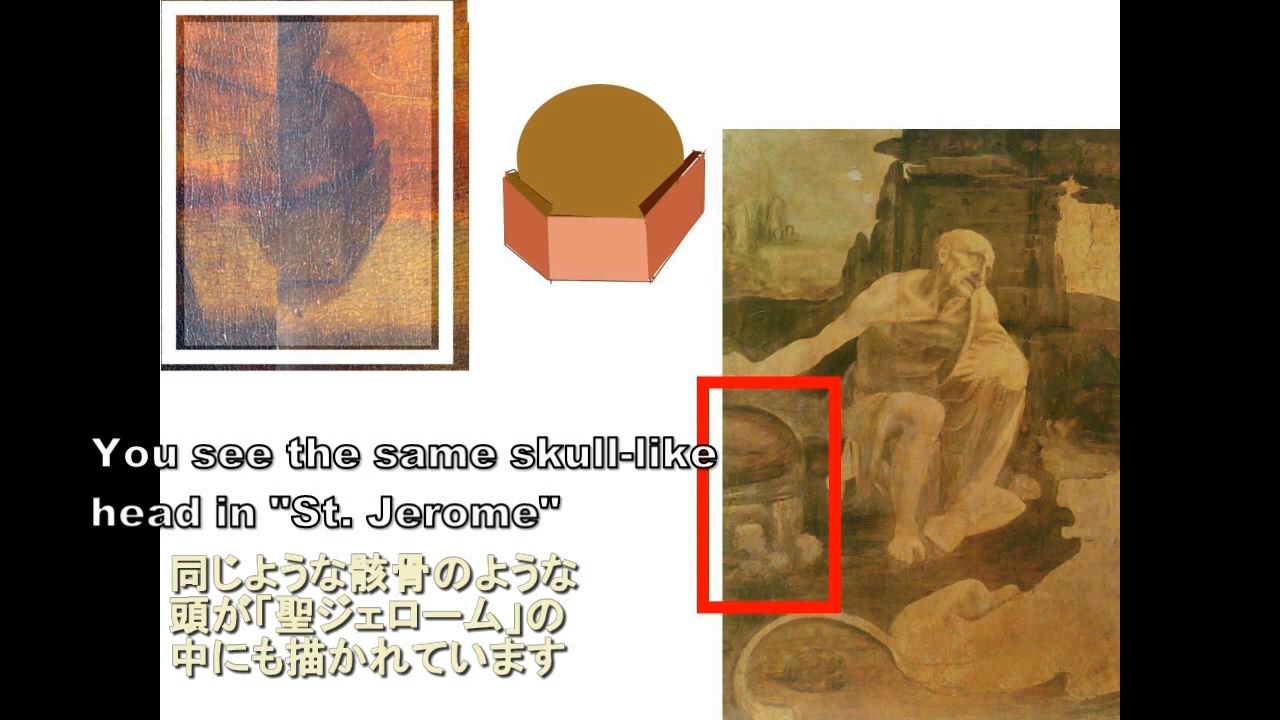 You see the same skull-like
head in "St. Jerome"
同じような骸骨のような
頭が「聖ジェローム」の
中にも描かれています